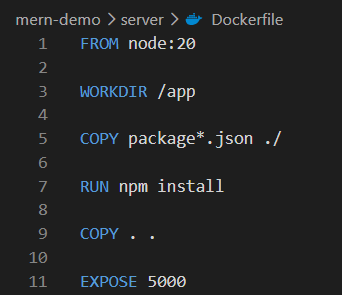 mern-demo > server > Dockerfile
1 FROM node:20
2
3 WORKDIR /app
4
5 COPY package*.json ./
6
7 RUN npm install
8
9 COPY . .
10
11 EXPOSE 5000